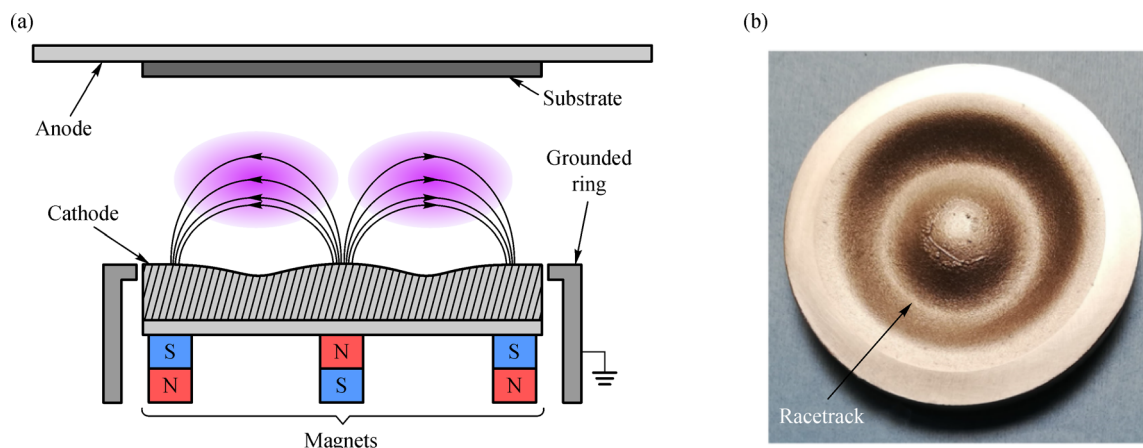 (a)
(b)
Substrate
Anode
Grounded
ring
Cathode
S
N
S
N
S
N
Magnets
Racetrack